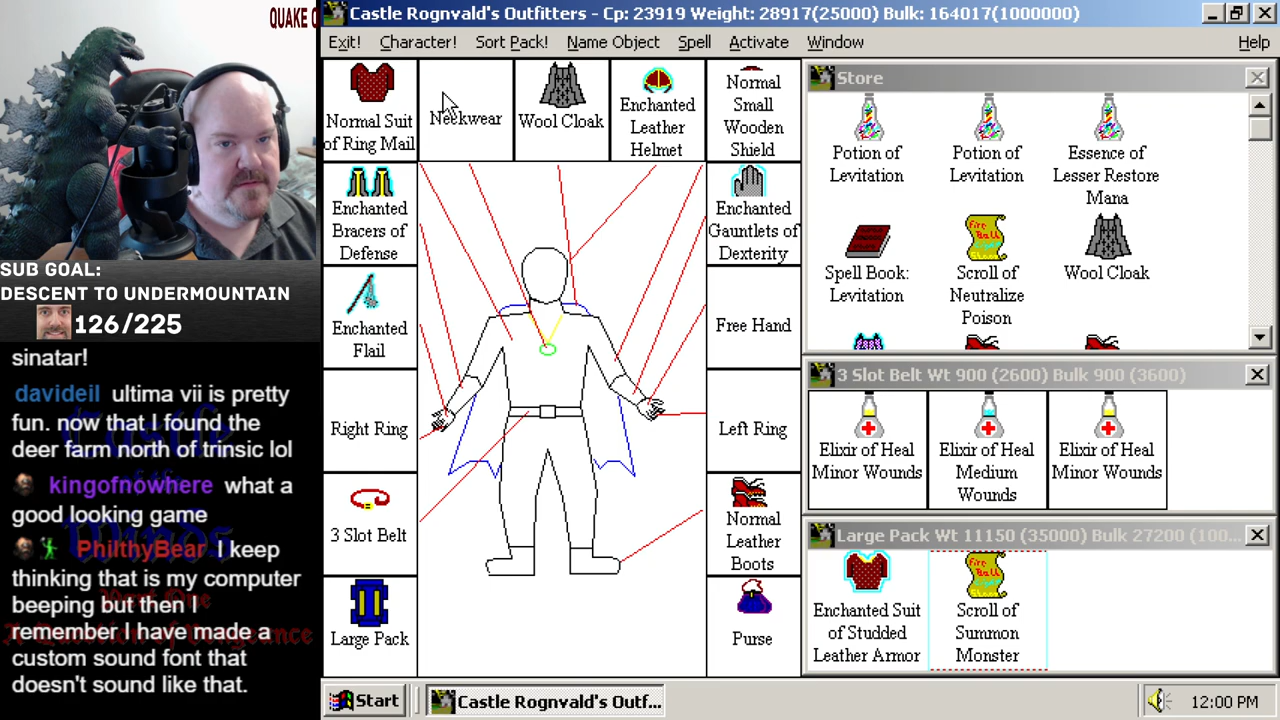 QUAKE O
Castle Rognvald's Outfitters - Cp: 23919 Weight: 28917(25000) Bulk: 164017(1000000)
Exit! Character! Sort Pack! Name Object Spell Activate Window Help
Normal Suit
of Ring Mail
Neckwear
Wool Cloak
Enchanted
Leather
Helmet
Normal
Small
Wooden
Shield
Enchanted
Bracers of
Defense
Enchanted
Gauntlets of
Dexterity
Enchanted
Flail
Free Hand
Right Ring
Left Ring
3 Slot Belt
Normal
Leather
Boots
Large Pack
Purse
Store
Potion of
Levitation
Potion of
Levitation
Essence of
Lesser Restore
Mana
Spell Book:
Levitation
Scroll of
Neutralize
Poison
Wool Cloak
3 Slot Belt Wt 900 (2600) Bulk 900 (3600)
Elixir of Heal
Minor Wounds
Elixir of Heal
Medium
Wounds
Elixir of Heal
Minor Wounds
Large Pack Wt 11150 (35000) Bulk 27200 (100...
Enchanted Suit
of Studded
Leather Armor
Scroll of
Summon
Monster
SUB GOAL:
DESCENT TO UNDERMOUNTAIN
126/225
sinatar!
davideil ultima vii is pretty
fun. now that I found the
deer farm north of trinsic lol
kingofnowhere what a
good looking game
PhilthyBear I keep
thinking that is my computer
beeping but then I
remember I have made a
custom sound font that
doesn't sound like that.
Start
Castle Rognvald's Outf...
12:00 PM